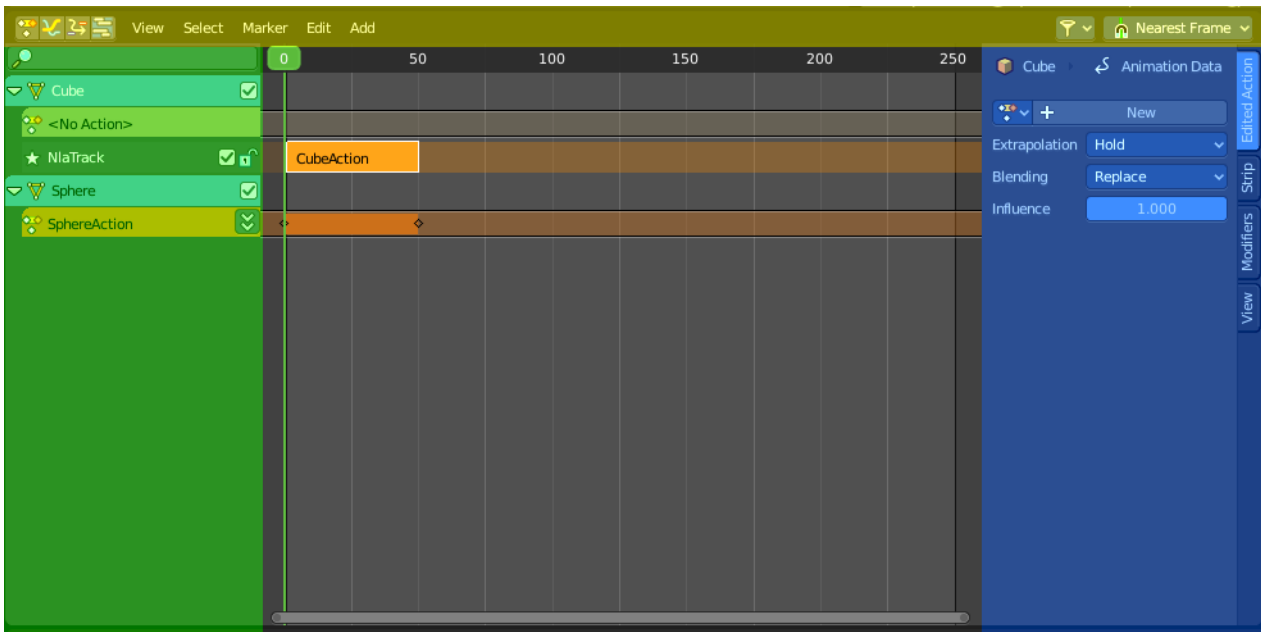 View Select Marker Edit Add Nearest Frame
0 50 100 150 200 250
Cube
<No Action>
NlaTrack
CubeAction
Sphere
SphereAction
Cube Animation Data
New
Extrapolation Hold
Blending Replace
Influence 1.000
Edited Action
Strip
Modifiers
View